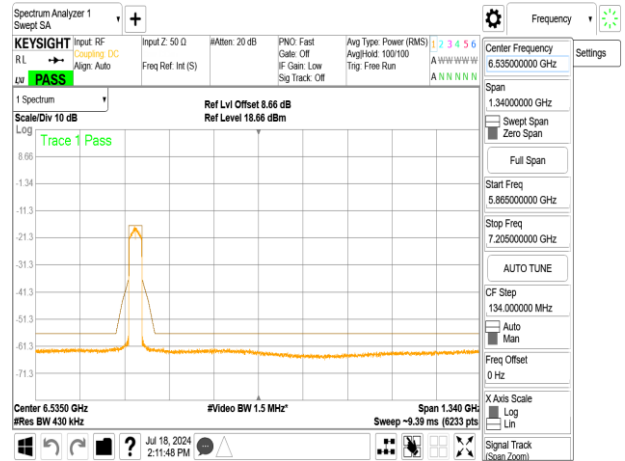 Spectrum Analyzer 1
Swept SA
Frequency
Settings
KEYSIGHT
RL
PASS
Input: RF
Coupling: DC
Align: Auto
Input Z: 50 Ω
Freq Ref: Int (S)
#Atten: 20 dB
PNO: Fast
Gate: Off
IF Gain: Low
Sig Track: Off
Avg Type: Power (RMS)
Avg|Hold: 100/100
Trig: Free Run
1 2 3 4 5 6
A W W W W W
A N N N N N
1 Spectrum
Scale/Div 10 dB
Ref Lvl Offset 8.66 dB
Ref Level 18.66 dBm
Log
Trace 1 Pass
8.66
-1.34
-11.3
-21.3
-31.3
-41.3
-51.3
-61.3
-71.3
Center 6.5350 GHz
#Res BW 430 kHz
#Video BW 1.5 MHz*
Span 1.340 GHz
Sweep ~9.39 ms (6233 pts
Jul 18, 2024
2:11:48 PM
Center Frequency
6.535000000 GHz
Span
1.34000000 GHz
Swept Span
Zero Span
Full Span
Start Freq
5.865000000 GHz
Stop Freq
7.205000000 GHz
AUTO TUNE
CF Step
134.000000 MHz
Auto
Man
Freq Offset
0 Hz
X Axis Scale
Log
Lin
Signal Track
(Span Zoom)